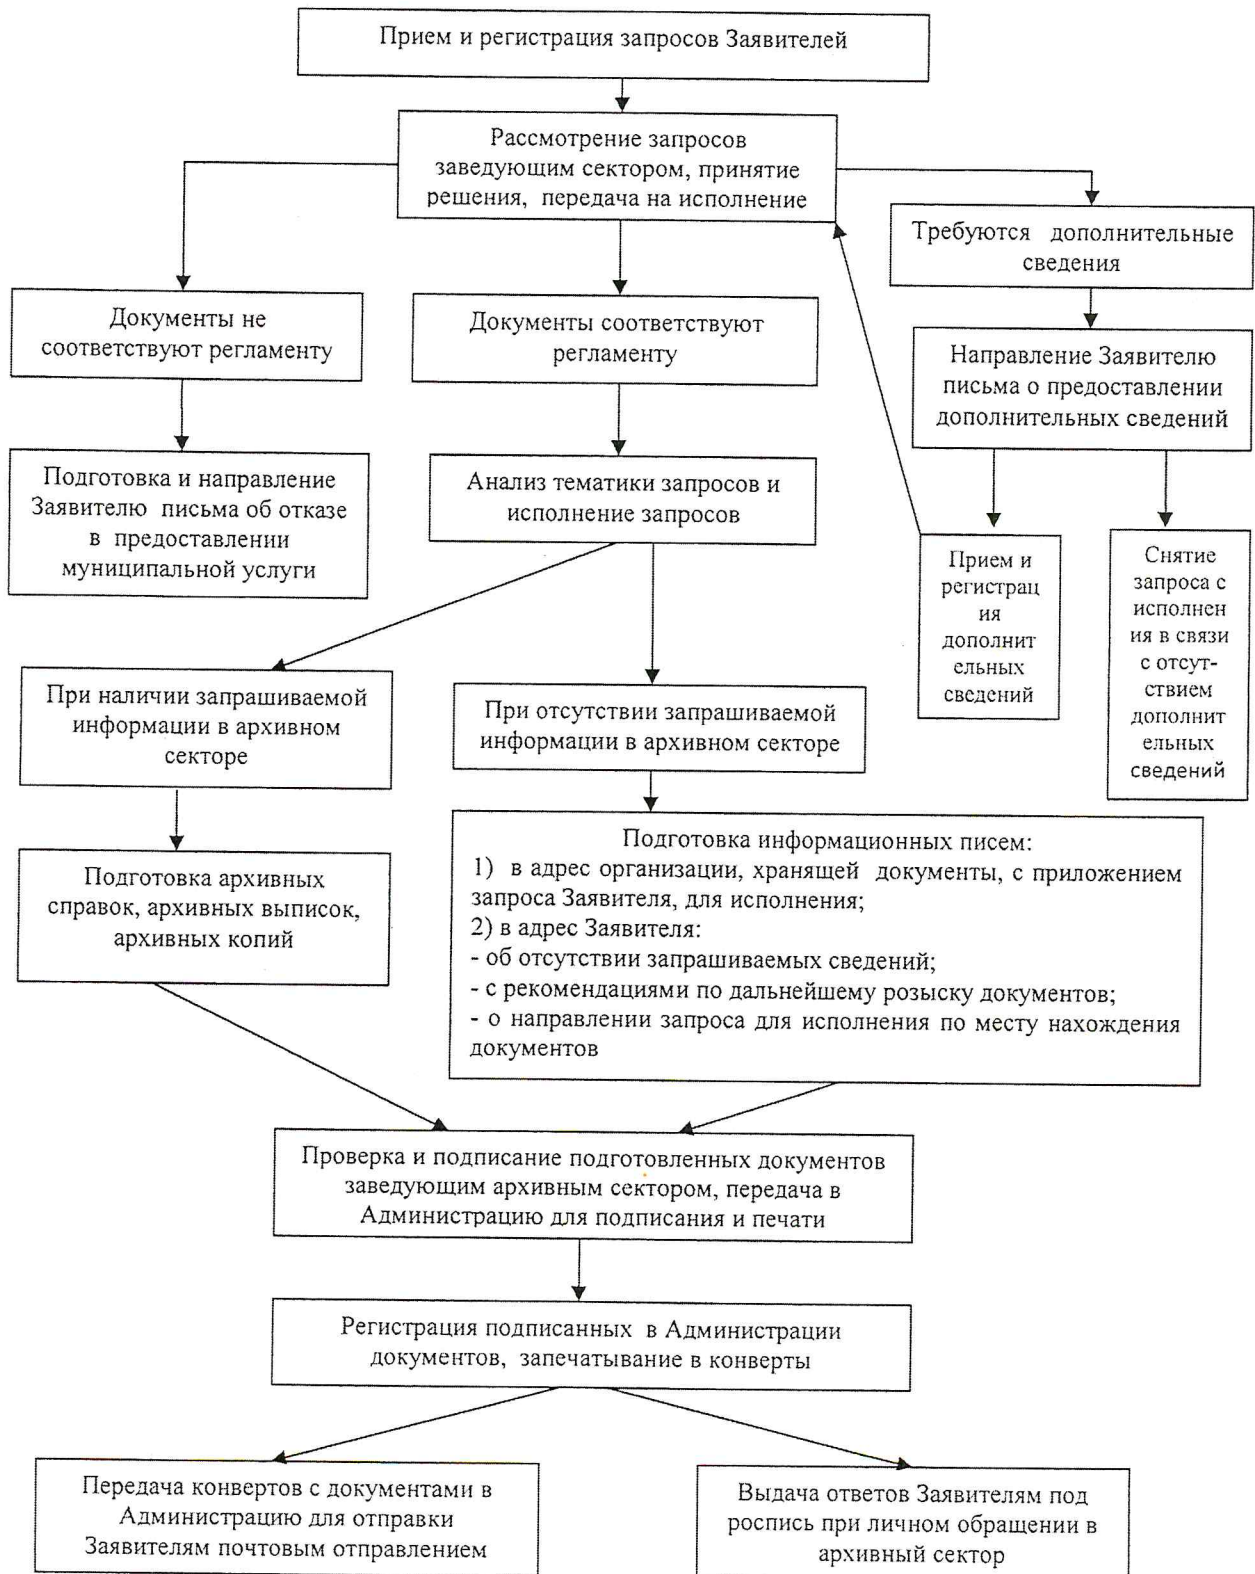 Прием и регистрация запросов Заявителей
Рассмотрение запросов
заведующим сектором, принятие
решения, передача на исполнение
Требуются дополнительные
сведения
Документы не
соответствуют регламенту
Документы соответствуют
регламенту
Направление Заявителю
письма о предоставлении
дополнительных сведений
Подготовка и направление
Заявителю письма об отказе
в предоставлении
муниципальной услуги
Анализ тематики запросов и
исполнение запросов
Прием и
регистрац
ия
дополнит
ельных
сведений
Снятие
запроса с
исполнен
ия в связи
с отсут-
ствием
дополнит
ельных
сведений
При наличии запрашиваемой
информации в архивном
секторе
При отсутствии запрашиваемой
информации в архивном секторе
Подготовка архивных
справок, архивных выписок,
архивных копий
Подготовка информационных писем:
1) в адрес организации, хранящей документы, с приложением
запроса Заявителя, для исполнения;
2) в адрес Заявителя:
- об отсутствии запрашиваемых сведений;
- с рекомендациями по дальнейшему розыску документов;
- о направлении запроса для исполнения по месту нахождения
документов
Проверка и подписание подготовленных документов
заведующим архивным сектором, передача в
Администрацию для подписания и печати
Регистрация подписанных в Администрации
документов, запечатывание в конверты
Передача конвертов с документами в
Администрацию для отправки
Заявителям почтовым отправлением
Выдача ответов Заявителям под
роспись при личном обращении в
архивный сектор